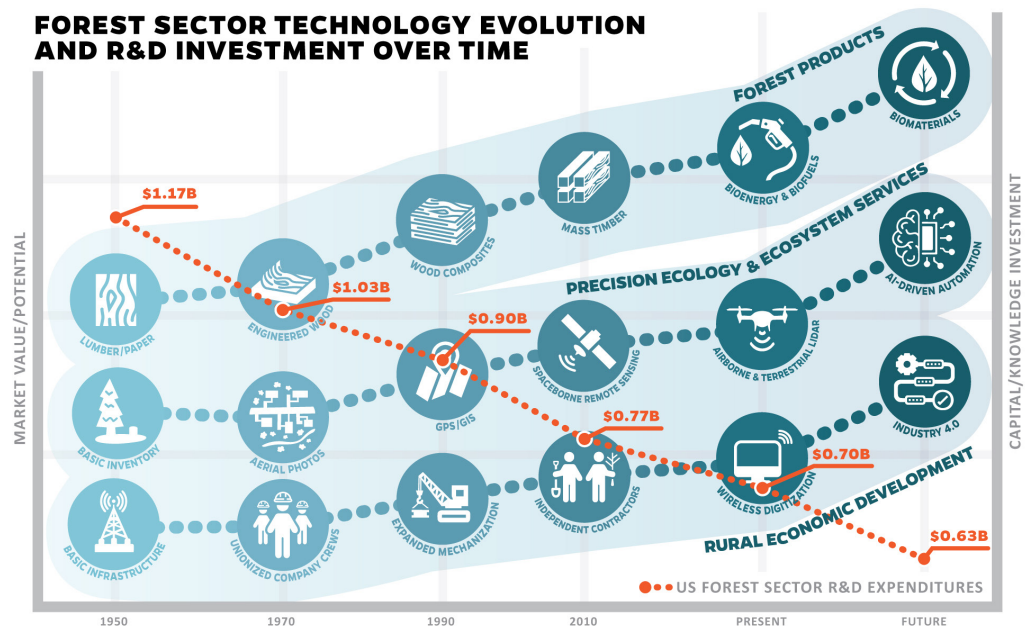 FOREST SECTOR TECHNOLOGY EVOLUTION
AND R&D INVESTMENT OVER TIME
MARKET VALUE/POTENTIAL
CAPITAL/KNOWLEDGE INVESTMENT
FOREST PRODUCTS
LUMBER/PAPER
ENGINEERED WOOD
WOOD COMPOSITES
MASS TIMBER
BIOENERGY & BIOFUELS
BIOMATERIALS
PRECISION ECOLOGY & ECOSYSTEM SERVICES
BASIC INVENTORY
AERIAL PHOTOS
GPS/GIS
SPACEBORNE REMOTE SENSING
AIRBORNE & TERRESTRIAL LIDAR
AI-DRIVEN AUTOMATION
RURAL ECONOMIC DEVELOPMENT
BASIC INFRASTRUCTURE
UNIONIZED COMPANY CREWS
EXPANDED MECHANIZATION
INDEPENDENT CONTRACTORS
WIRELESS DIGITIZATION
INDUSTRY 4.0
$1.17B
$1.03B
$0.90B
$0.77B
$0.70B
$0.63B
US FOREST SECTOR R&D EXPENDITURES
1950
1970
1990
2010
PRESENT
FUTURE